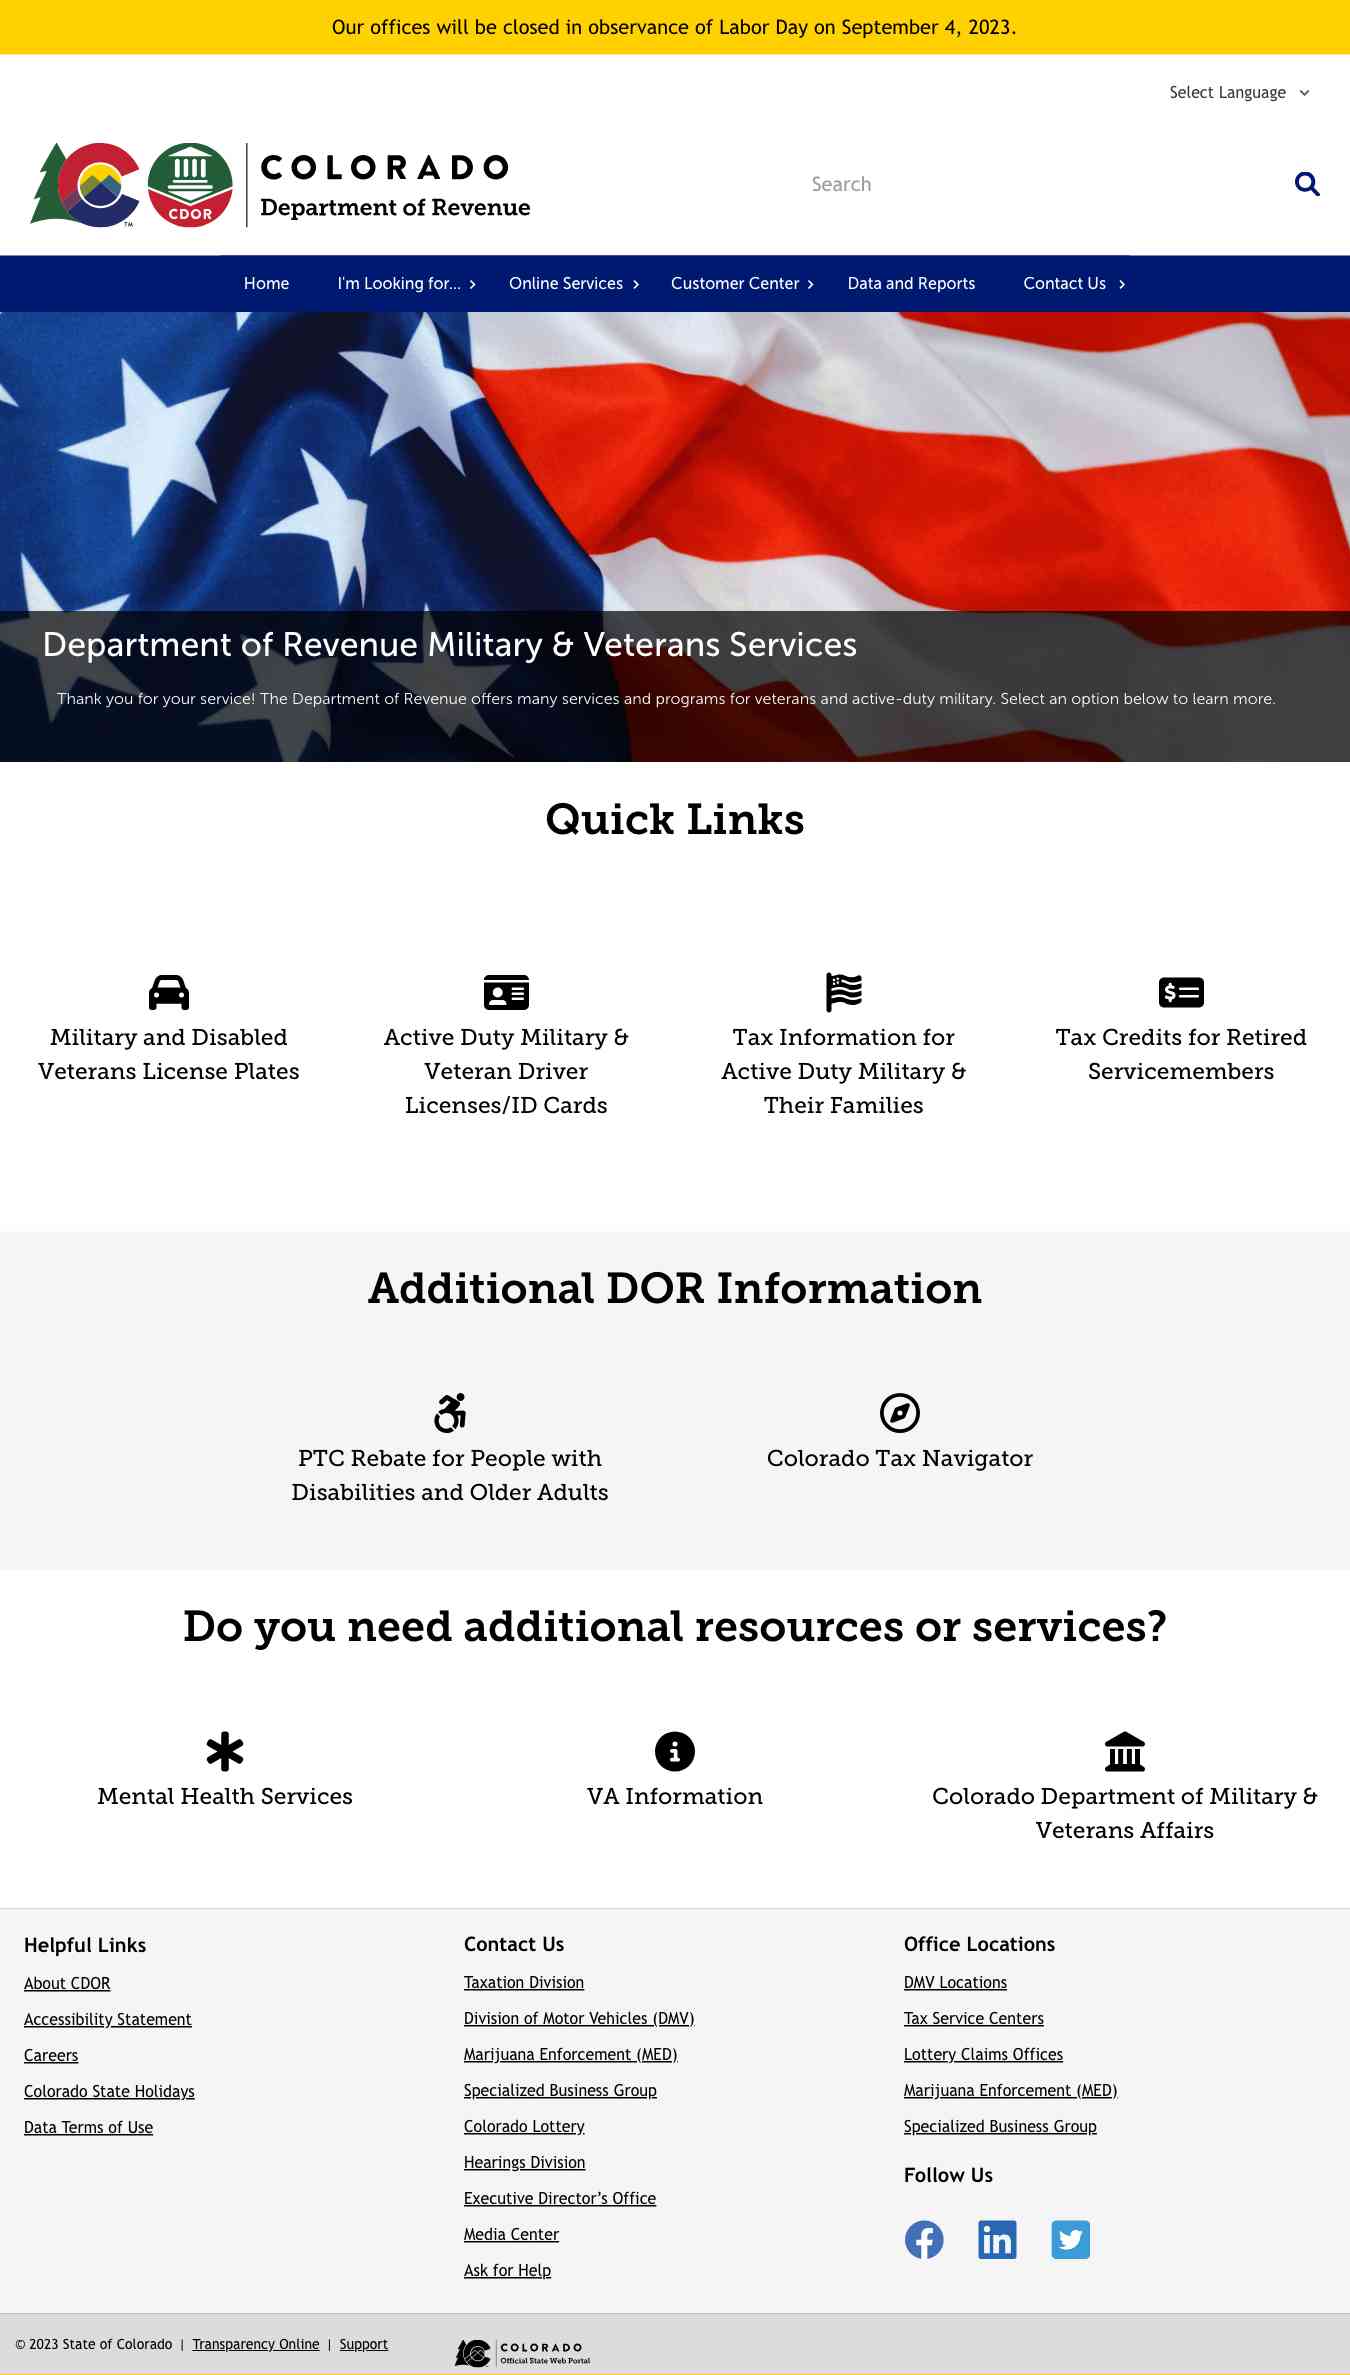 Our offices will be closed in observance of Labor Day on September 4, 2023.
Select Language
CDOR
TM
COLORADO
Department of Revenue
Search
Home
I'm Looking for...
Online Services
Customer Center
Data and Reports
Contact Us
Department of Revenue Military & Veterans Services
Thank you for your service! The Department of Revenue offers many services and programs for veterans and active-duty military. Select an option below to learn more.
Quick Links
Military and Disabled
Veterans License Plates
Active Duty Military &
Veteran Driver
Licenses/ID Cards
Tax Information for
Active Duty Military &
Their Families
Tax Credits for Retired
Servicemembers
Additional DOR Information
PTC Rebate for People with
Disabilities and Older Adults
Colorado Tax Navigator
Do you need additional resources or services?
Mental Health Services
VA Information
Colorado Department of Military &
Veterans Affairs
Helpful Links
About CDOR
Accessibility Statement
Careers
Colorado State Holidays
Data Terms of Use
Contact Us
Taxation Division
Division of Motor Vehicles (DMV)
Marijuana Enforcement (MED)
Specialized Business Group
Colorado Lottery
Hearings Division
Executive Director’s Office
Media Center
Ask for Help
Office Locations
DMV Locations
Tax Service Centers
Lottery Claims Offices
Marijuana Enforcement (MED)
Specialized Business Group
Follow Us
© 2023 State of Colorado | Transparency Online | Support
COLORADO
Official State Web Portal